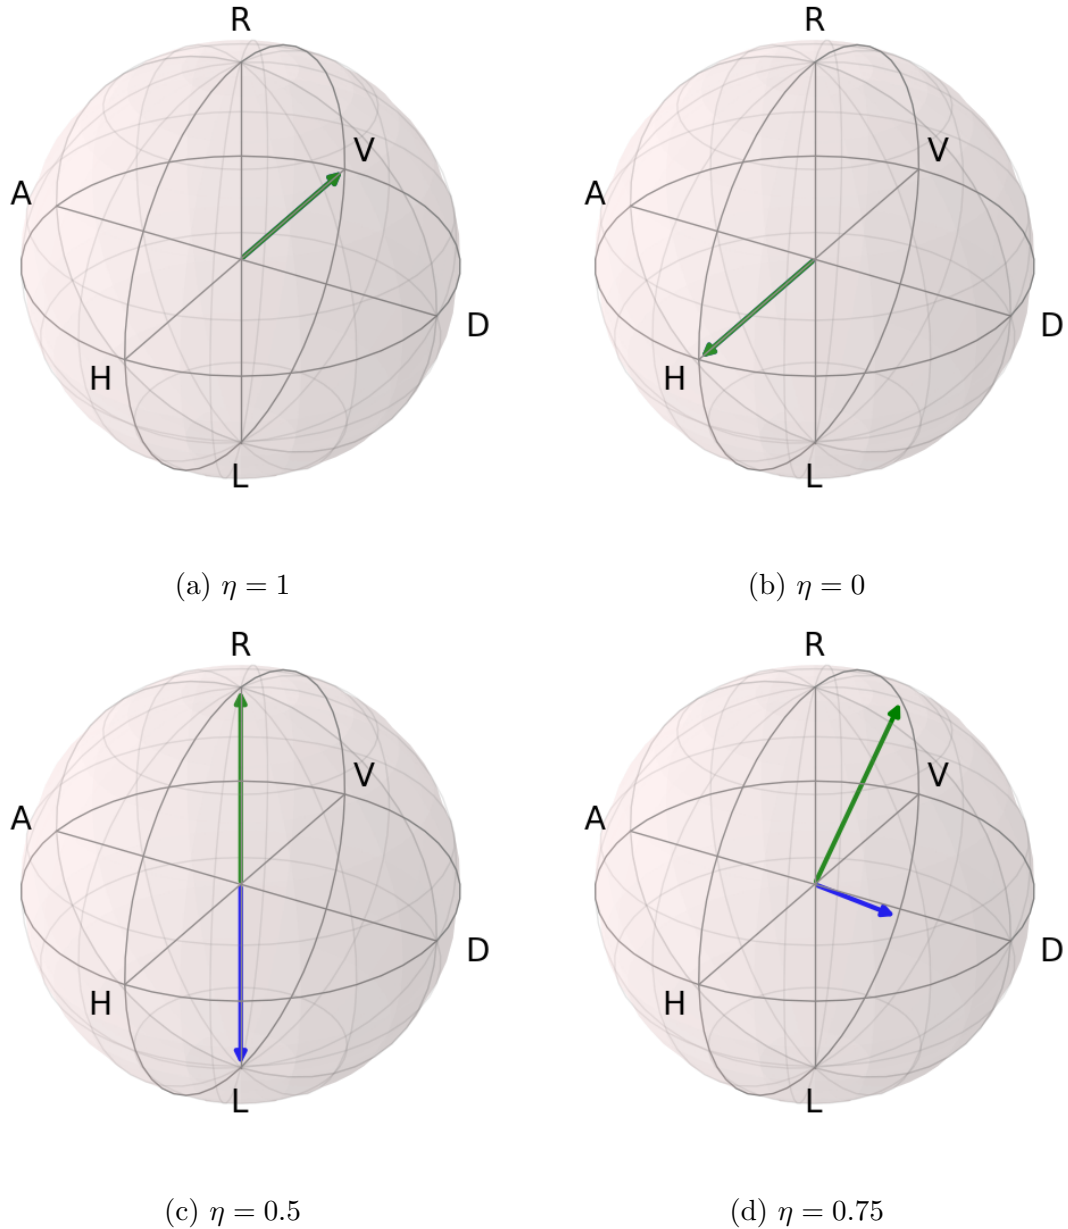 R R
V V
A A
D D
H H
L L
(a) η = 1 (b) η = 0
R R
V V
A A
D D
H H
L L
(c) η = 0.5 (d) η = 0.75